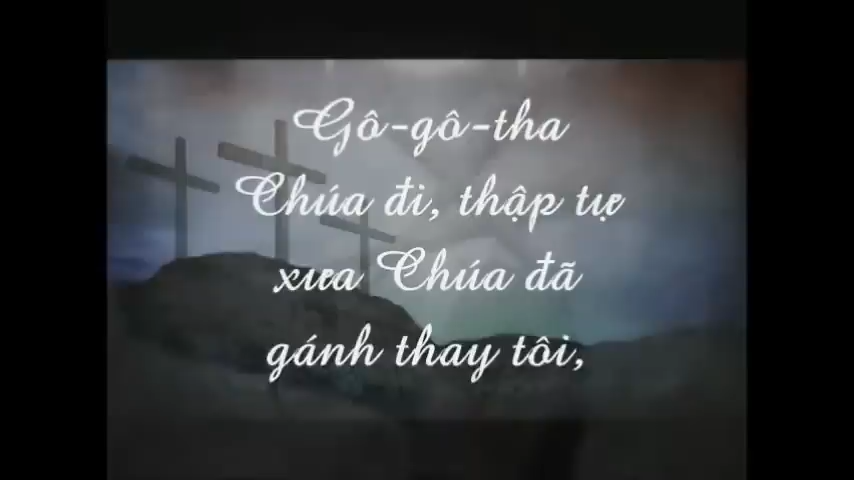 Gô-gô-tha
Chúa đi, thập tự
xưa Chúa đã
gánh thay tôi,